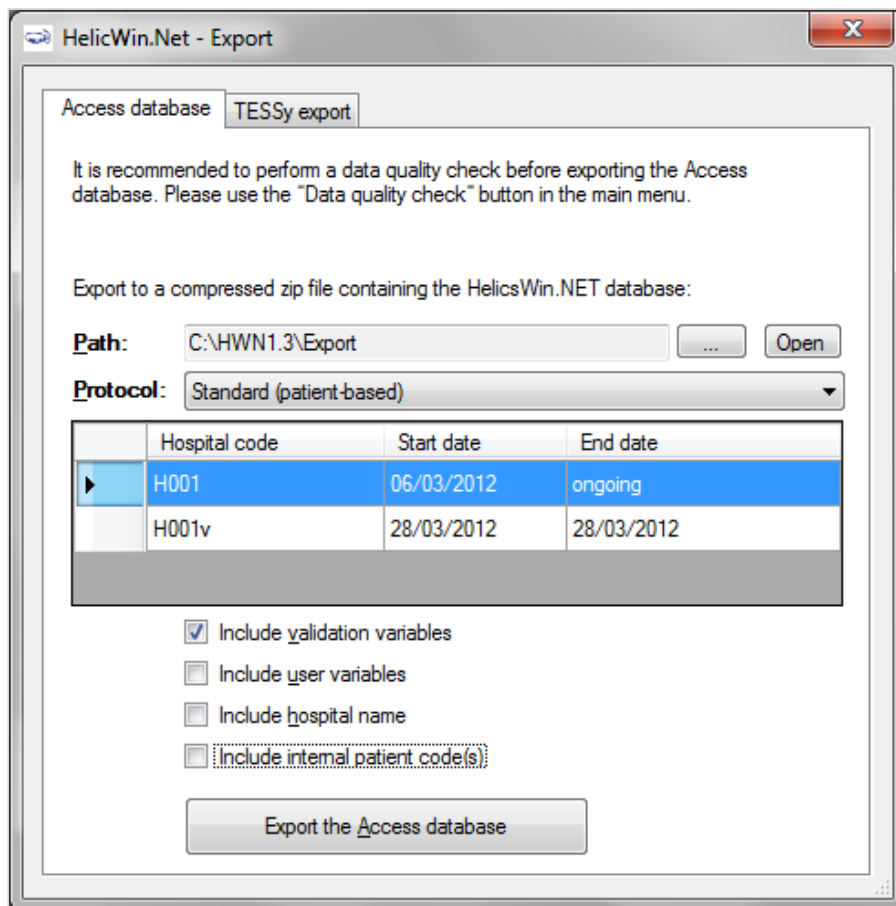 HelicWin.Net - Export
Access database TESSy export
It is recommended to perform a data quality check before exporting the Access
database. Please use the "Data quality check" button in the main menu.
Export to a compressed zip file containing the HelicsWin.NET database:
Path: C:\HWN1.3\Export ... Open
Protocol: Standard (patient-based)
Hospital code Start date End date
H001 06/03/2012 ongoing
H001v 28/03/2012 28/03/2012
Include validation variables
Include user variables
Include hospital name
Include internal patient code(s)
Export the Access database